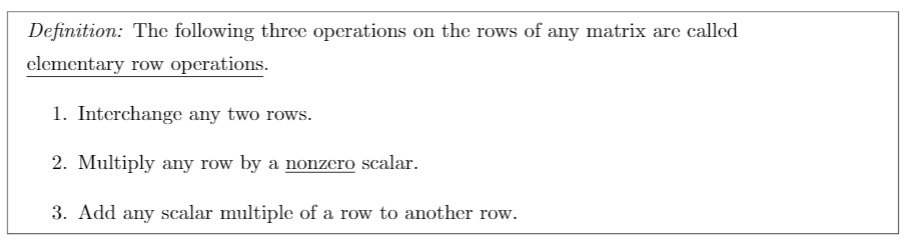 Definition: The following three operations on the rows of any matrix are called
elementary row operations.
1. Interchange any two rows.
2. Multiply any row by a nonzero scalar.
3. Add any scalar multiple of a row to another row.